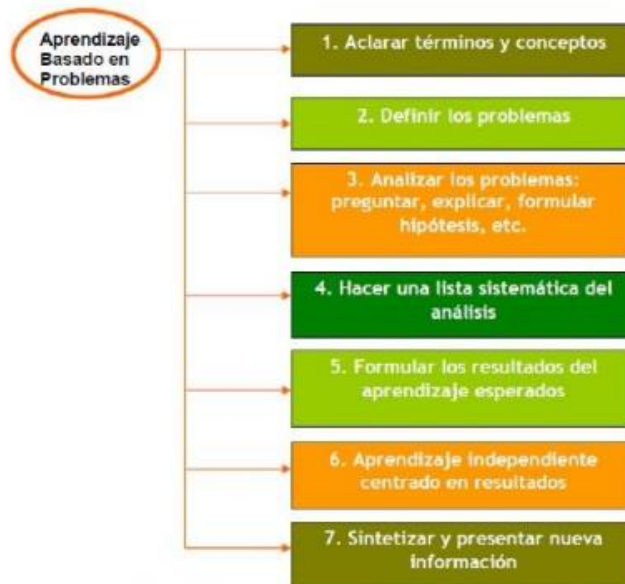 Aprendizaje
Basado en
Problemas
1. Aclarar términos y conceptos
2. Definir los problemas
3. Analizar los problemas:
preguntar, explicar, formular
hipótesis, etc.
4. Hacer una lista sistemática del
análisis
5. Formular los resultados del
aprendizaje esperados
6. Aprendizaje independiente
centrado en resultados
7. Sintetizar y presentar nueva
información